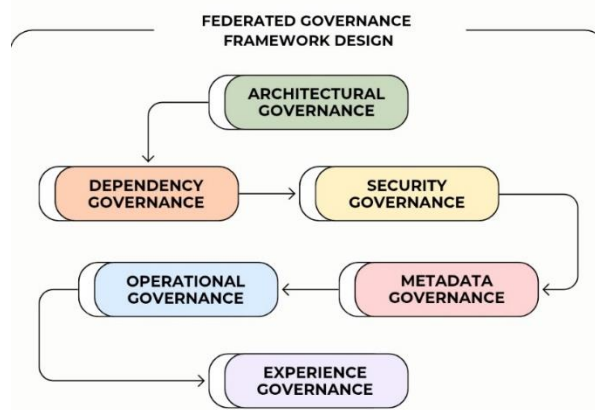 FEDERATED GOVERNANCE
FRAMEWORK DESIGN
ARCHITECTURAL
GOVERNANCE
DEPENDENCY
GOVERNANCE
SECURITY
GOVERNANCE
OPERATIONAL
GOVERNANCE
METADATA
GOVERNANCE
EXPERIENCE
GOVERNANCE